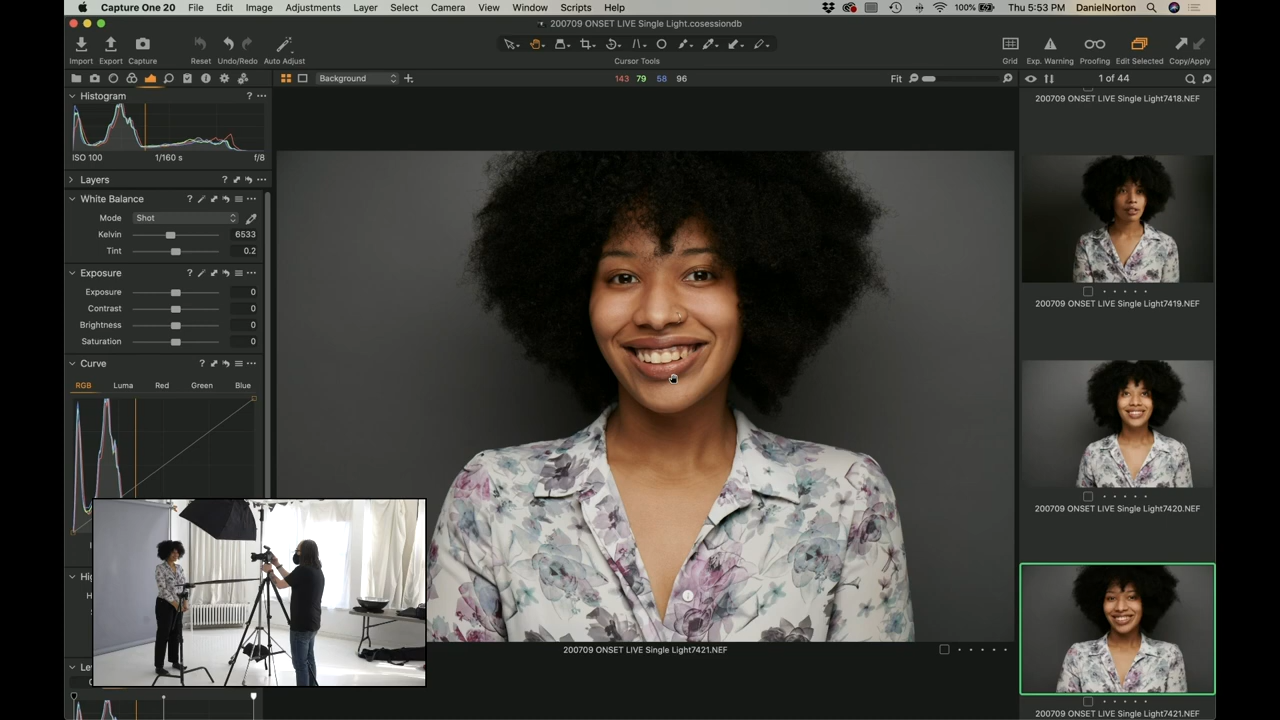 Capture One 20 File Edit Image Adjustments Layer Select Camera View Window Scripts Help 100% Thu 5:53 PM DanielNorton
200709 ONSET LIVE Single Light.cosessiondb
Import Export Capture Reset Undo/Redo Auto Adjust Cursor Tools Grid Exp. Warning Proofing Edit Selected Copy/Apply
Background 143 79 58 96 Fit 1 of 44
Histogram ?
ISO 100 1/160 s f/8
Layers ?
White Balance ?
Mode Shot
Kelvin 6533
Tint 0.2
Exposure ?
Exposure 0
Contrast 0
Brightness 0
Saturation 0
Curve ?
RGB Luma Red Green Blue
200709 ONSET LIVE Single Light7421.NEF
200709 ONSET LIVE Single Light7418.NEF
200709 ONSET LIVE Single Light7419.NEF
200709 ONSET LIVE Single Light7420.NEF
200709 ONSET LIVE Single Light7421.NEF